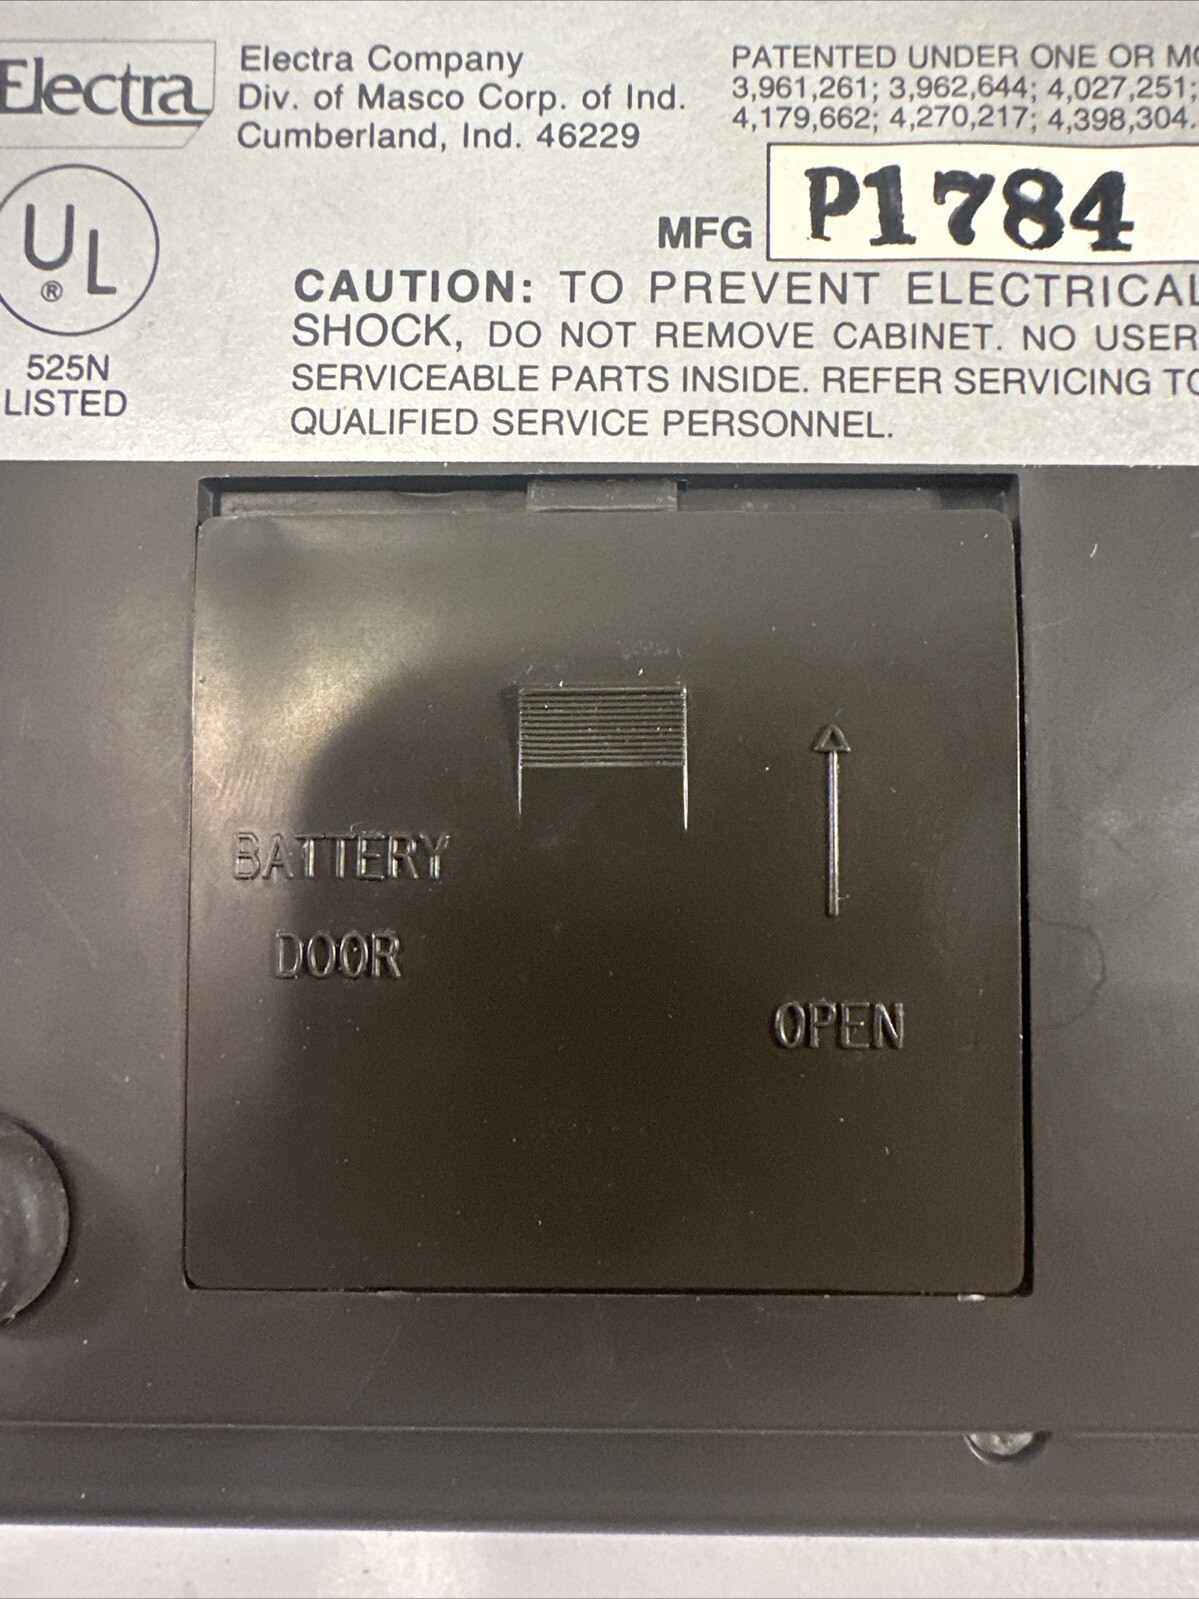 Electra
Electra Company
Div. of Masco Corp. of Ind.
Cumberland, Ind. 46229
PATENTED UNDER ONE OR
3,961,261; 3,962,644; 4,027,251;
4,179,662; 4,270,217; 4,398,304.
UL
®
525N
LISTED
MFG P1784
CAUTION: TO PREVENT ELECTRICAL
SHOCK, DO NOT REMOVE CABINET. NO USER
SERVICEABLE PARTS INSIDE. REFER SERVICING TO
QUALIFIED SERVICE PERSONNEL.
BATTERY
DOOR
OPEN